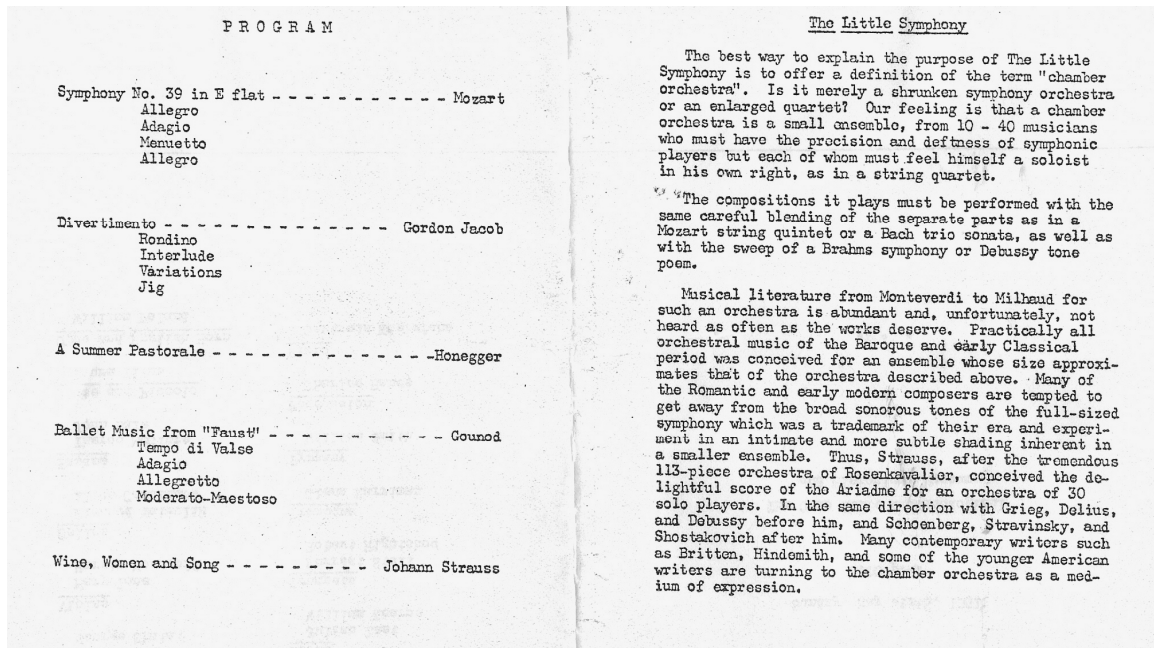 P R O G R A M
Symphony No. 39 in E flat - - - - - - - - - - - Mozart
Allegro
Adagio
Menuetto
Allegro
Divertimento - - - - - - - - - - - - - - - Gordon Jacob
Rondino
Interlude
Variations
Jig
A Summer Pastorale - - - - - - - - - - - - - - -Honegger
Ballet Music from "Faust" - - - - - - - - - - - Gounod
Tempo di Valse
Adagio
Allegretto
Moderato-Maestoso
Wine, Women and Song - - - - - - - - - - Johann Strauss
The Little Symphony
The best way to explain the purpose of The Little
Symphony is to offer a definition of the term "chamber
orchestra". Is it merely a shrunken symphony orchestra
or an enlarged quartet? Our feeling is that a chamber
orchestra is a small ensemble, from 10 - 40 musicians
who must have the precision and deftness of symphonic
players but each of whom must feel himself a soloist
in his own right, as in a string quartet.
The compositions it plays must be performed with the
same careful blending of the separate parts as in a
Mozart string quintet or a Bach trio sonata, as well as
with the sweep of a Brahms symphony or Debussy tone
poem.
Musical literature from Monteverdi to Milhaud for
such an orchestra is abundant and, unfortunately, not
heard as often as the works deserve. Practically all
orchestral music of the Baroque and early Classical
period was conceived for an ensemble whose size approxi-
mates that of the orchestra described above. Many of
the Romantic and early modern composers are tempted to
get away from the broad sonorous tones of the full-sized
symphony which was a trademark of their era and experi-
ment in an intimate and more subtle shading inherent in
a smaller ensemble. Thus, Strauss, after the tremendous
113-piece orchestra of Rosenkavalier, conceived the de-
lightful score of the Ariadne for an orchestra of 30
solo players. In the same direction with Grieg, Delius,
and Debussy before him, and Schoenberg, Stravinsky, and
Shostakovich after him. Many contemporary writers such
as Britten, Hindemith, and some of the younger American
writers are turning to the chamber orchestra as a med-
ium of expression.